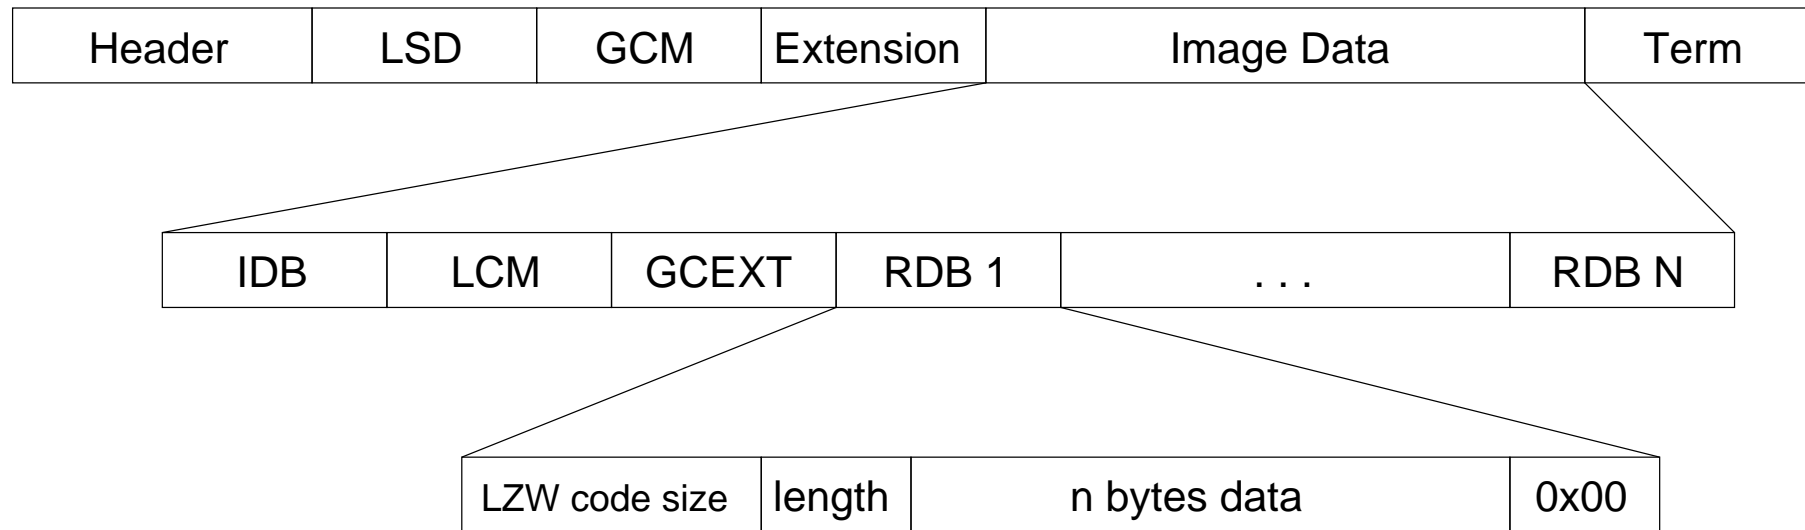 Header LSD GCM Extension Image Data Term
IDB LCM GCEXT RDB 1 . . . RDB N
LZW code size length n bytes data 0x00